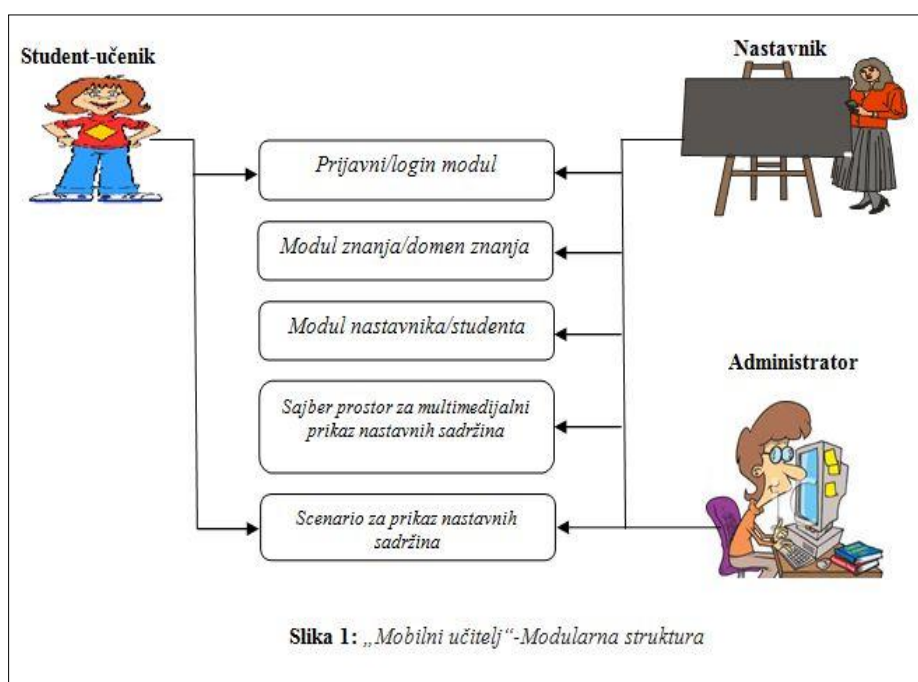 Student-učenik
Nastavnik
Prijavni/login modul
Modul znanja/domen znanja
Modul nastavnika/studenta
Sajber prostor za multimedijalni
prikaz nastavnih sadržina
Administrator
Scenario za prikaz nastavnih
sadržina
Slika 1: „Mobilni učitelj“-Modularna struktura